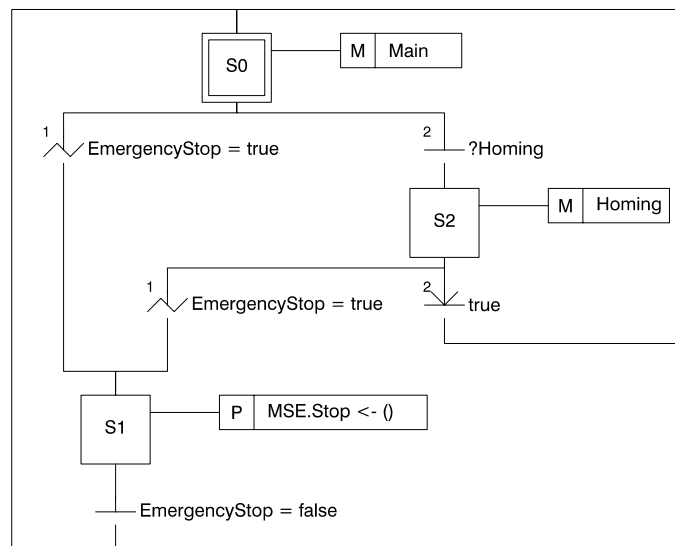 S0
M Main
1
EmergencyStop = true
2
?Homing
S2
M Homing
1
EmergencyStop = true
2
true
S1
P MSE.Stop <- ()
EmergencyStop = false